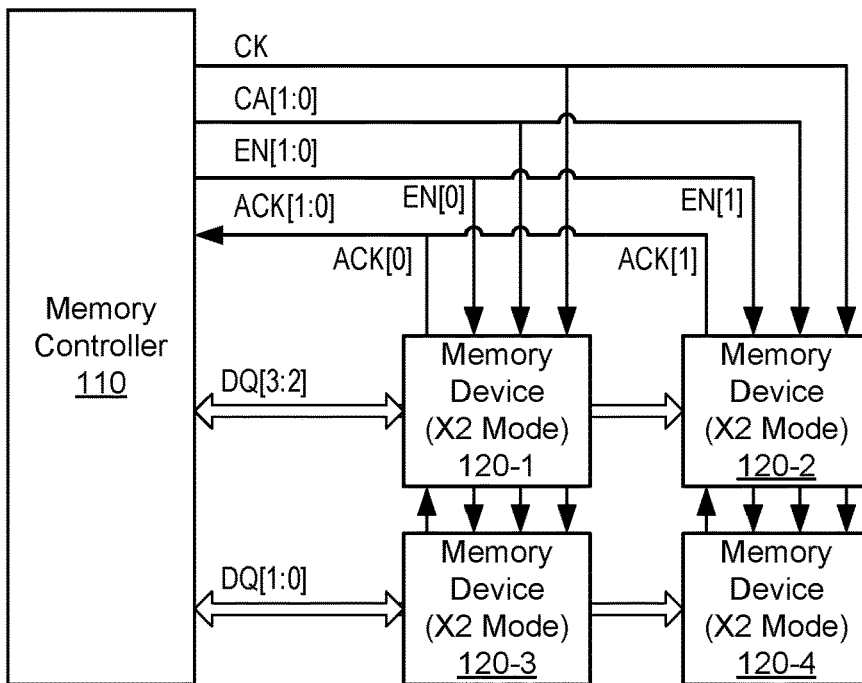 CK
CA[1:0]
EN[1:0]
EN[0]
EN[1]
ACK[1:0]
ACK[0]
ACK[1]
Memory
Controller
110
DQ[3:2]
Memory
Device
(X2 Mode)
120-1
Memory
Device
(X2 Mode)
120-2
DQ[1:0]
Memory
Device
(X2 Mode)
120-3
Memory
Device
(X2 Mode)
120-4